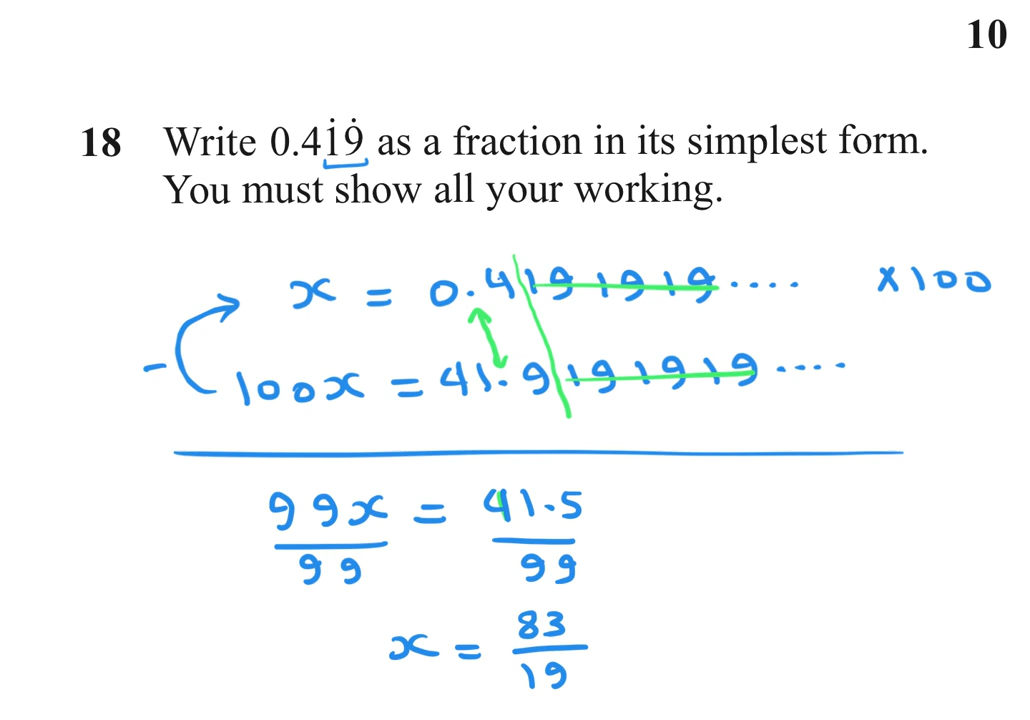 10
18 Write 0.41̇9̇ as a fraction in its simplest form.
You must show all your working.
x = 0.4191919.... ×100
- 100x = 41.9191919....
99x/99 = 41.5/99
x = 83/19